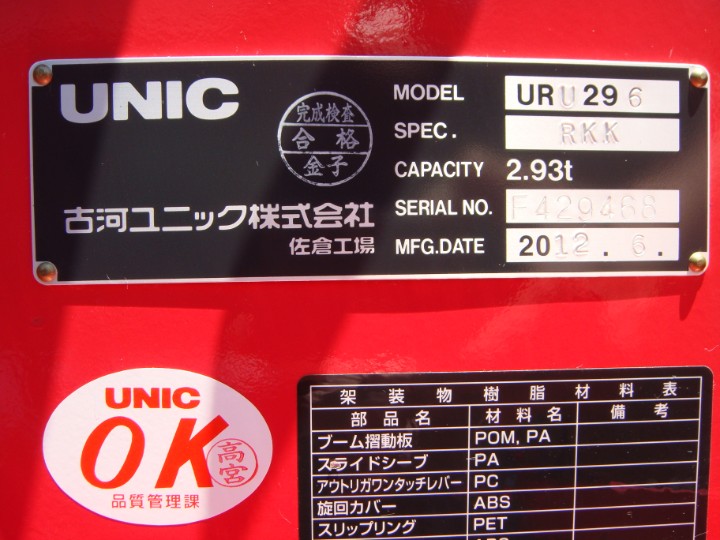 UNIC
完成検査
合格
金子
古河ユニック株式会社
佐倉工場
MODEL URU296
SPEC. RKK
CAPACITY 2.93t
SERIAL NO. F429488
MFG.DATE 2012.6.
UNIC
OK
高宮
品質管理課
架装物樹脂材料表
部品名 材料名 備考
ブーム摺動板 POM, PA
スライドシーブ PA
アウトリガワンタッチレバー PC
旋回カバー ABS
スリップリング PET